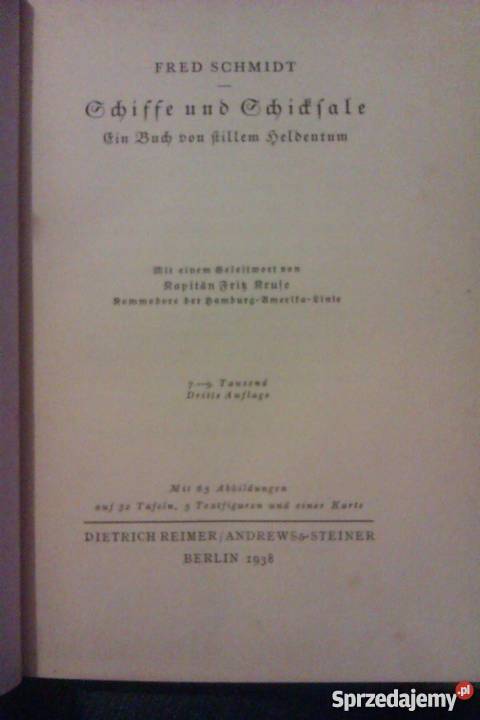 FRED SCHMIDT
Schiffe und Schicksale
Ein Buch von stillem Heldentum
Mit einem Geleitwort von
Kapitän Fritz Kruse
Kommodore der Hamburg-Amerika-Linie
7.—9. Tausend
Dritte Auflage
Mit 65 Abbildungen
auf 32 Tafeln, 5 Textfiguren und einer Karte
DIETRICH REIMER/ANDREWS & STEINER
BERLIN 1938
Sprzedajemy.pl